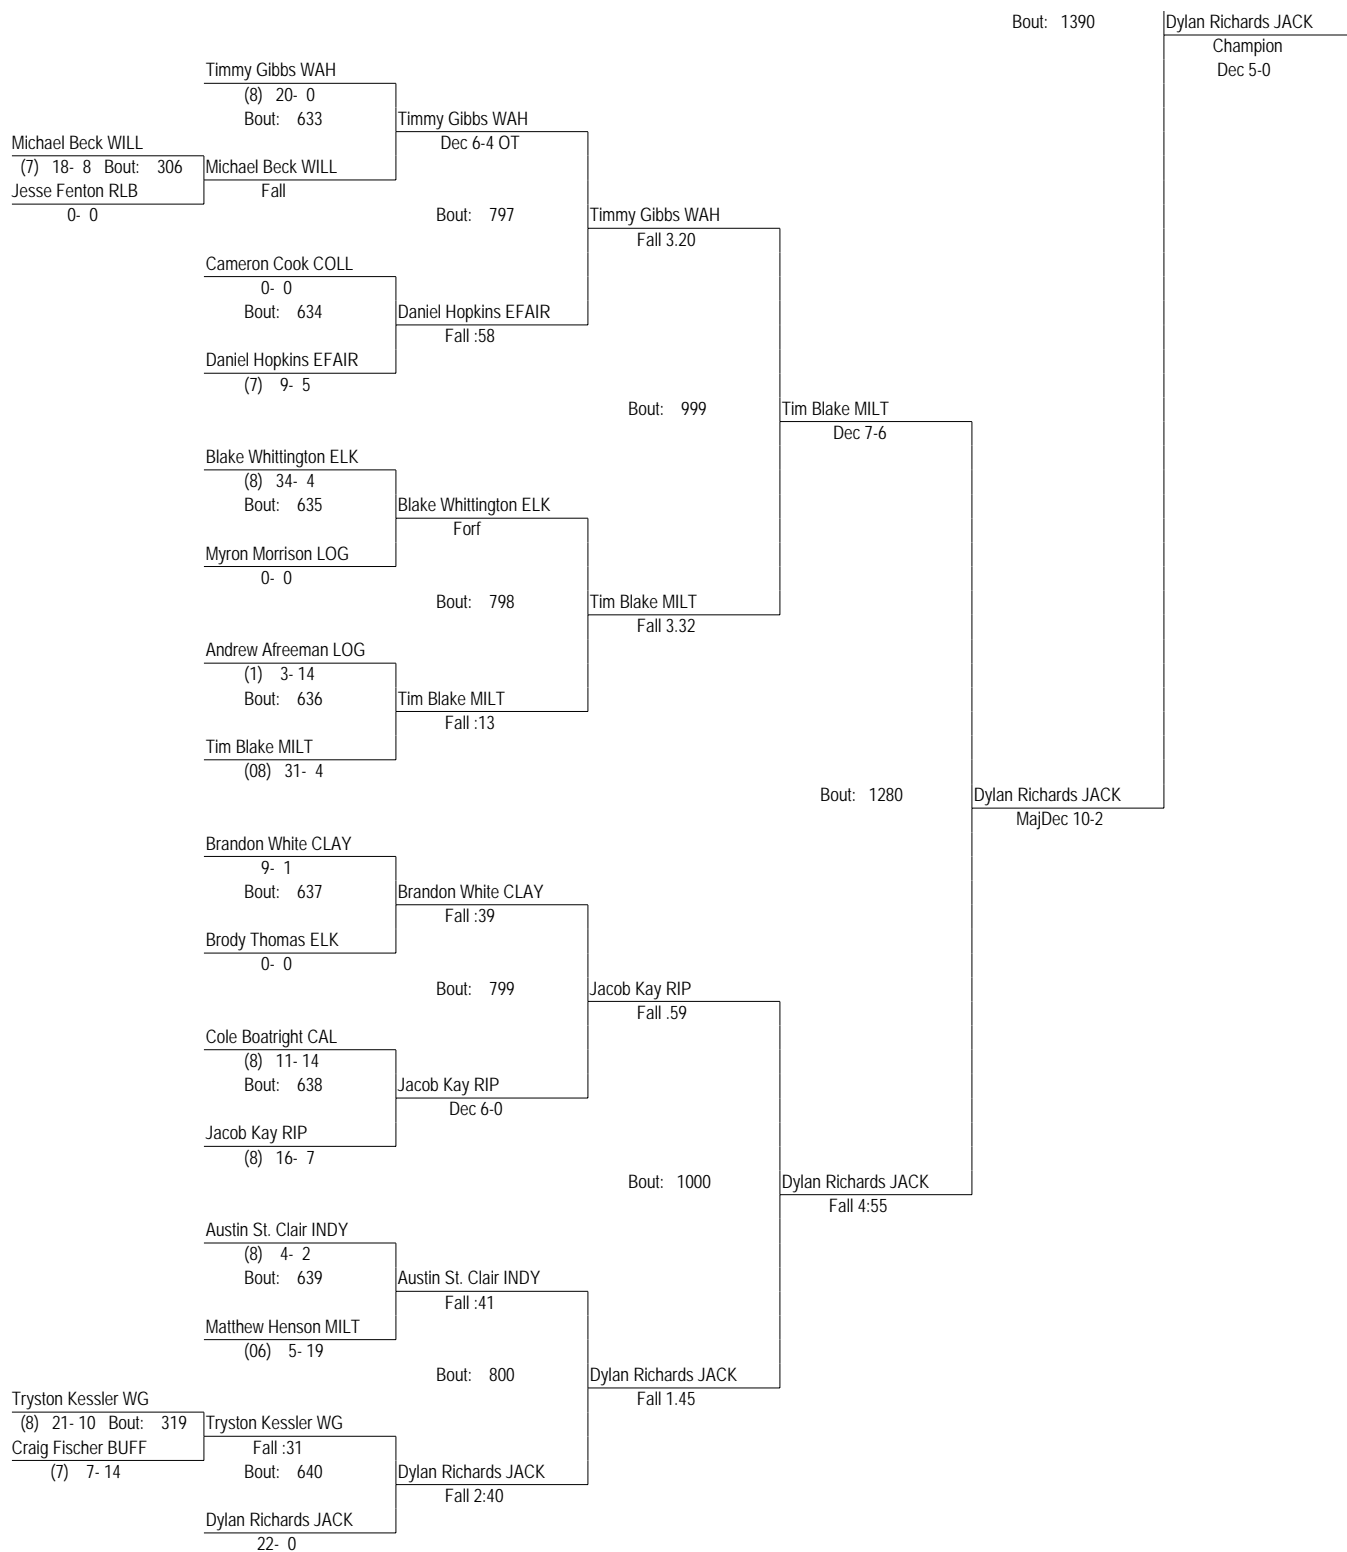 Bout: 1390 Dylan Richards JACK
Champion
Dec 5-0
Timmy Gibbs WAH
(8) 20- 0
Bout: 633
Timmy Gibbs WAH
Dec 6-4 OT
Michael Beck WILL
(7) 18- 8 Bout: 306
Michael Beck WILL
Jesse Fenton RLB
Fall
0- 0
Bout: 797
Timmy Gibbs WAH
Fall 3.20
Cameron Cook COLL
0- 0
Bout: 634
Daniel Hopkins EFAIR
Fall :58
Daniel Hopkins EFAIR
(7) 9- 5
Bout: 999
Tim Blake MILT
Dec 7-6
Blake Whittington ELK
(8) 34- 4
Bout: 635
Blake Whittington ELK
Forf
Myron Morrison LOG
0- 0
Bout: 798
Tim Blake MILT
Fall 3.32
Andrew Afreeman LOG
(1) 3- 14
Bout: 636
Tim Blake MILT
Fall :13
Tim Blake MILT
(08) 31- 4
Bout: 1280
Dylan Richards JACK
MajDec 10-2
Brandon White CLAY
9- 1
Bout: 637
Brandon White CLAY
Fall :39
Brody Thomas ELK
0- 0
Bout: 799
Jacob Kay RIP
Fall .59
Cole Boatright CAL
(8) 11- 14
Bout: 638
Jacob Kay RIP
Dec 6-0
Jacob Kay RIP
(8) 16- 7
Bout: 1000
Dylan Richards JACK
Fall 4:55
Austin St. Clair INDY
(8) 4- 2
Bout: 639
Austin St. Clair INDY
Fall :41
Matthew Henson MILT
(06) 5- 19
Bout: 800
Dylan Richards JACK
Fall 1.45
Tryston Kessler WG
(8) 21- 10 Bout: 319
Tryston Kessler WG
Craig Fischer BUFF
Fall :31
(7) 7- 14
Bout: 640
Dylan Richards JACK
Fall 2:40
Dylan Richards JACK
22- 0